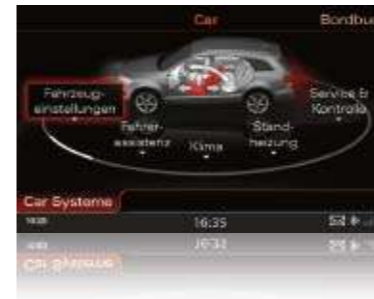 Car
Bordbu
Fahrzeug-
einstellungen
Fahrer-
assistenz
Klima
Stand-
heizung
Service &
Kontrolle
Car Systeme
16:35